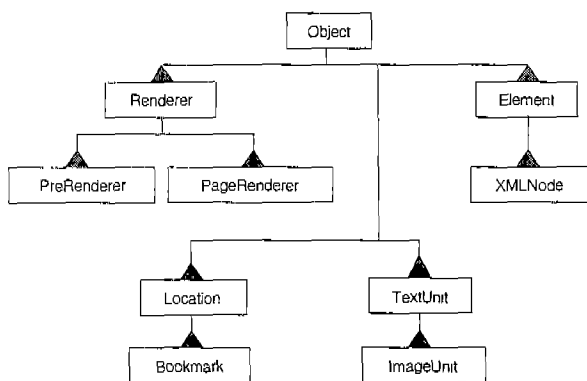 Object
Renderer
Element
PreRenderer
PageRenderer
XMLNode
Location
TextUnit
Bookmark
ImageUnit